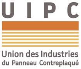 UIPC
Union des Industries
du Panneau Contreplaqué